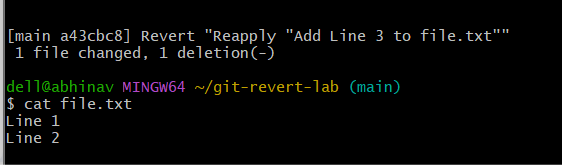 [main a43cbc8] Revert "Reapply "Add Line 3 to file.txt""
 1 file changed, 1 deletion(-)
dell@abhinav MINGW64 ~/git-revert-lab (main)
$ cat file.txt
Line 1
Line 2